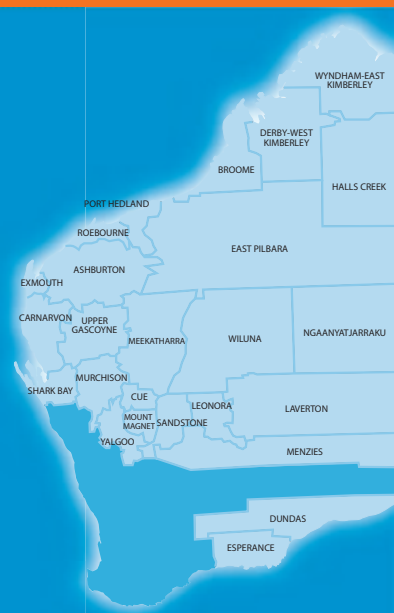 WYNDHAM-EAST
KIMBERLEY
DERBY-WEST
KIMBERLEY
BROOME
HALLS CREEK
PORT HEDLAND
ROEBOURNE
EAST PILBARA
ASHBURTON
EXMOUTH
CARNARVON
UPPER
GASCOYNE
MEEKATHARRA
WILUNA
NGAANYATJARRAKU
MURCHISON
SHARK BAY
CUE
LEONORA
LAVERTON
MOUNT
MAGNET
SANDSTONE
YALGOO
MENZIES
DUNDAS
ESPERANCE